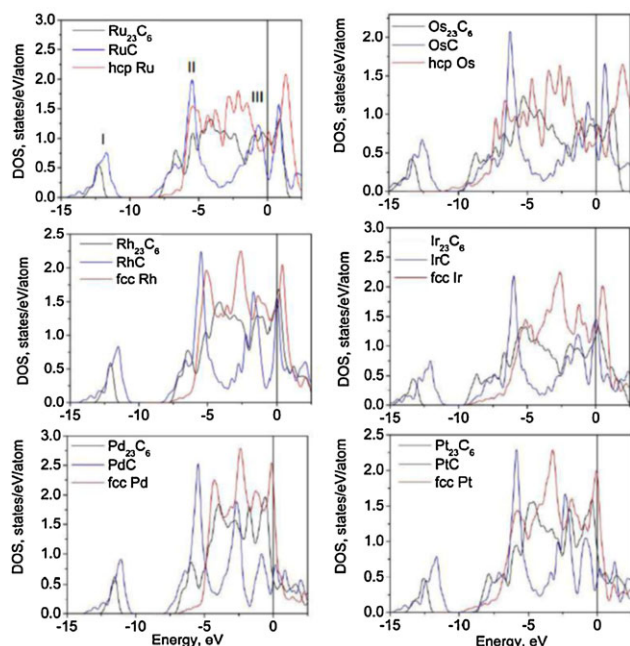 DOS, states/eV/atom
3.0
2.5
2.0
1.5
1.0
0.5
0.0
Ru₂₃C₆
RuC
hcp Ru
I
II
III
-15
-10
-5
0
DOS, states/eV/atom
2.0
1.5
1.0
0.5
0.0
Os₂₃C₆
OsC
hcp Os
-15
-10
-5
0
DOS, states/eV/atom
2.5
2.0
1.5
1.0
0.5
0.0
Rh₂₃C₆
RhC
fcc Rh
-15
-10
-5
0
DOS, states/eV/atom
2.5
2.0
1.5
1.0
0.5
0.0
Ir₂₃C₆
IrC
fcc Ir
-15
-10
-5
0
DOS, states/eV/atom
3.0
2.5
2.0
1.5
1.0
0.5
0.0
Pd₂₃C₆
PdC
fcc Pd
-15
-10
-5
0
Energy, eV
DOS, states/eV/atom
2.5
2.0
1.5
1.0
0.5
0.0
Pt₂₃C₆
PtC
fcc Pt
-15
-10
-5
0
Energy, eV